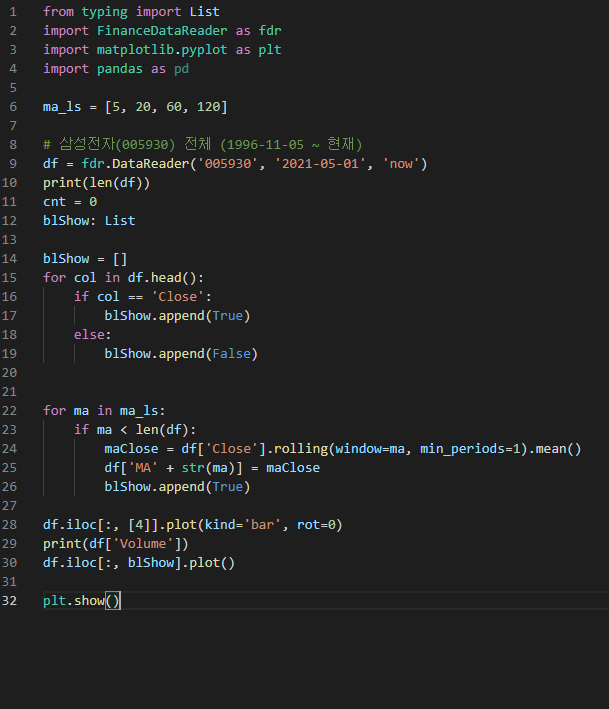 1 from typing import List
2 import FinanceDataReader as fdr
3 import matplotlib.pyplot as plt
4 import pandas as pd
5
6 ma_ls = [5, 20, 60, 120]
7
8 # 삼성전자(005930) 전체 (1996-11-05 ~ 현재)
9 df = fdr.DataReader('005930', '2021-05-01', 'now')
10 print(len(df))
11 cnt = 0
12 blShow: List
13
14 blShow = []
15 for col in df.head():
16     if col == 'Close':
17         blShow.append(True)
18     else:
19         blShow.append(False)
20
21
22 for ma in ma_ls:
23     if ma < len(df):
24         maClose = df['Close'].rolling(window=ma, min_periods=1).mean()
25         df['MA' + str(ma)] = maClose
26         blShow.append(True)
27
28 df.iloc[:, [4]].plot(kind='bar', rot=0)
29 print(df['Volume'])
30 df.iloc[:, blShow].plot()
31
32 plt.show()